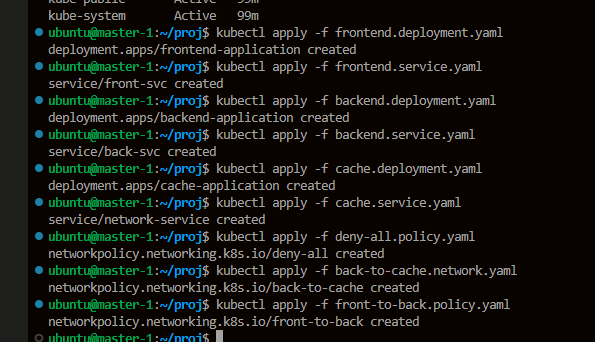 kube-public Active 99m
kube-system Active 99m
ubuntu@master-1:~/proj$ kubectl apply -f frontend.deployment.yaml
deployment.apps/frontend-application created
ubuntu@master-1:~/proj$ kubectl apply -f frontend.service.yaml
service/front-svc created
ubuntu@master-1:~/proj$ kubectl apply -f backend.deployment.yaml
deployment.apps/backend-application created
ubuntu@master-1:~/proj$ kubectl apply -f backend.service.yaml
service/back-svc created
ubuntu@master-1:~/proj$ kubectl apply -f cache.deployment.yaml
deployment.apps/cache-application created
ubuntu@master-1:~/proj$ kubectl apply -f cache.service.yaml
service/network-service created
ubuntu@master-1:~/proj$ kubectl apply -f deny-all.policy.yaml
networkpolicy.networking.k8s.io/deny-all created
ubuntu@master-1:~/proj$ kubectl apply -f back-to-cache.network.yaml
networkpolicy.networking.k8s.io/back-to-cache created
ubuntu@master-1:~/proj$ kubectl apply -f front-to-back.policy.yaml
networkpolicy.networking.k8s.io/front-to-back created
ubuntu@master-1:~/proj$